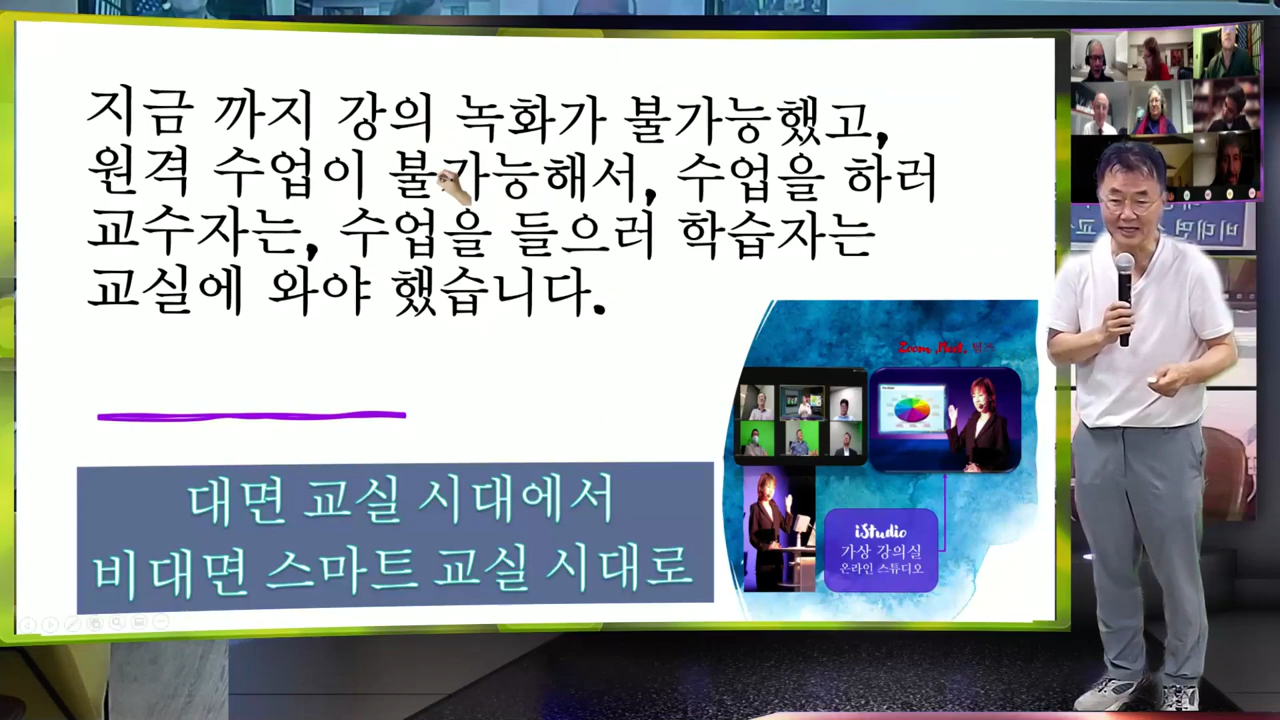 지금 까지 강의 녹화가 불가능했고,
원격 수업이 불가능해서, 수업을 하러
교수자는, 수업을 들으러 학습자는
교실에 와야 했습니다.
Zoom ,Meet,
대면 교실 시대에서
비대면 스마트 교실 시대로
iStudio
가상 강의실
온라인 스튜디오